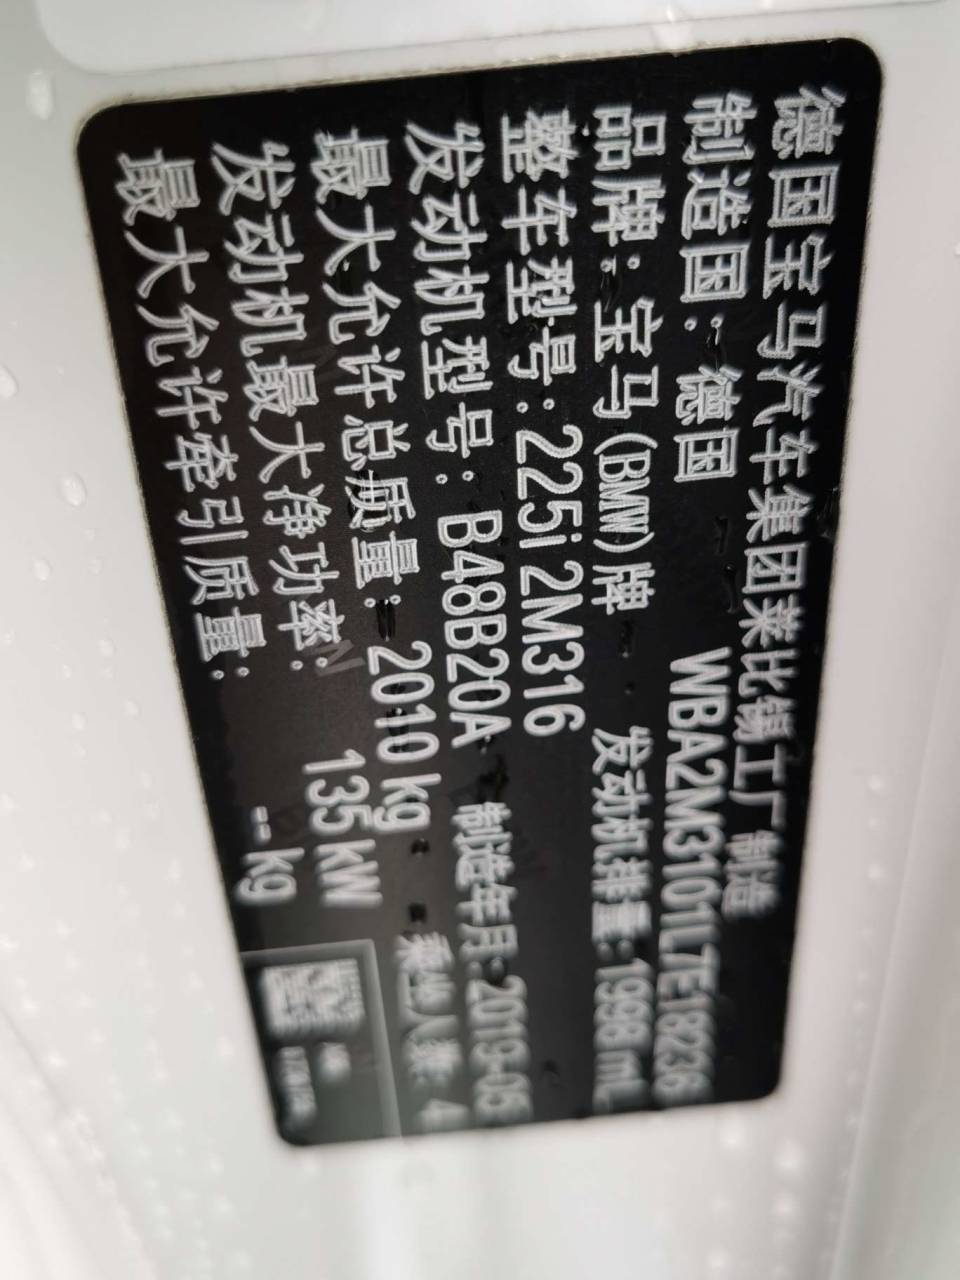 德国宝马汽车集团莱比锡工厂制造
制造国:德国 WBA2M3101L7E18236
品牌:宝马(BMW)牌 发动机排量:1998 mL
整车型号:225i 2M316
发动机型号:B48B20A 制造年月:2019-05
最大允许总质量: 2010 kg 乘坐人数: 4
发动机最大净功率: 135 kW
最大允许牵引质量: -- kg